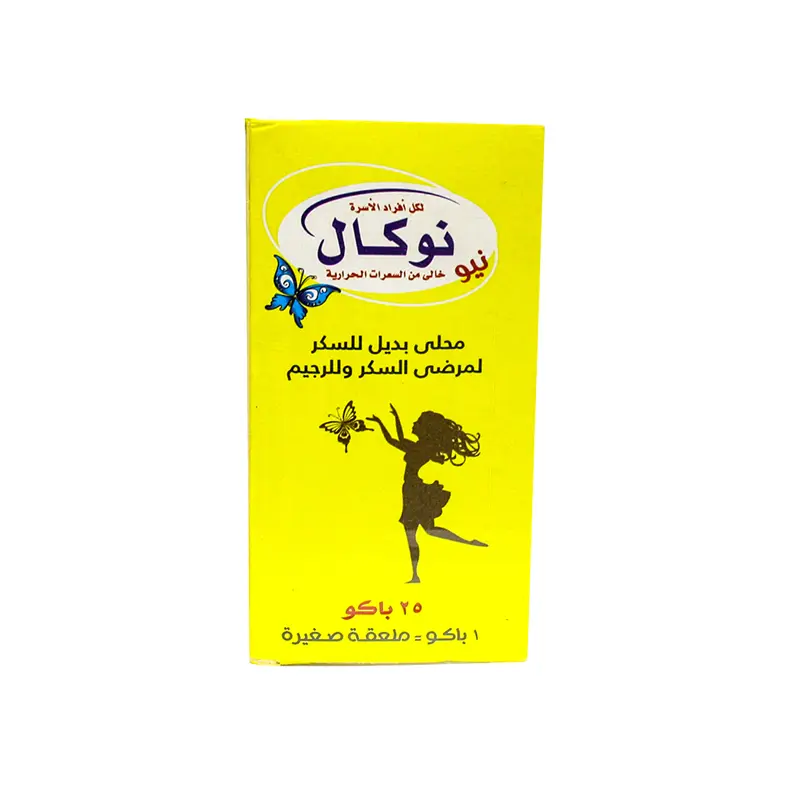 لكل أفراد الأسرة
نوكال
نيو
خالى من السعرات الحرارية
محلى بديل للسكر
لمرضى السكر وللرجيم
٢٥ باكو
١ باكو = ملعقة صغيرة